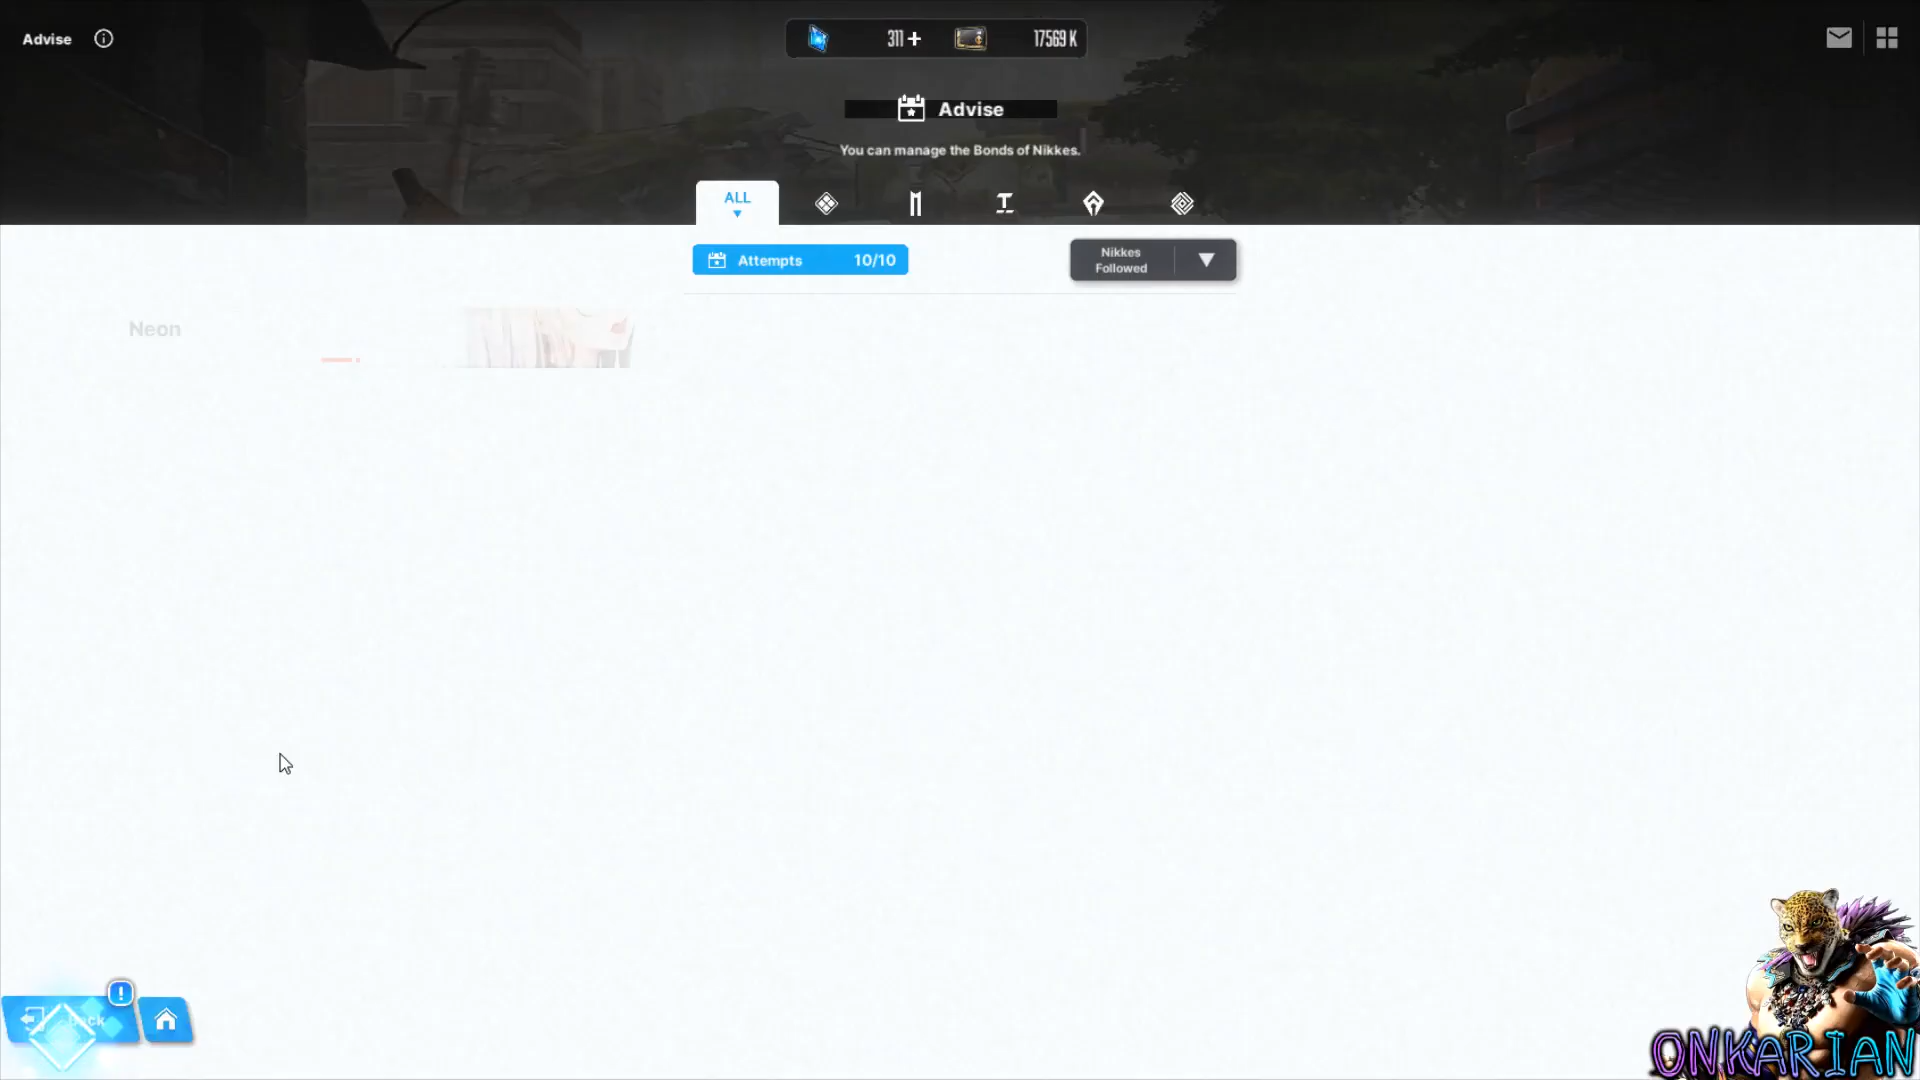 Advise
311
17569 K
Advise
You can manage the Bonds of Nikkes.
ALL
Attempts 10/10
Nikkes
Followed
Neon
Back
ONKARIAN